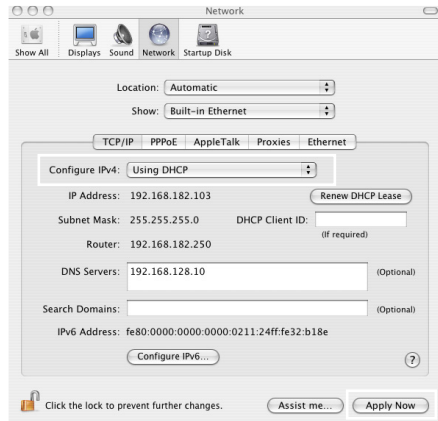 Network
Show All Displays Sound Network Startup Disk
Location: Automatic
Show: Built-in Ethernet
TCP/IP PPPoE AppleTalk Proxies Ethernet
Configure IPv4: Using DHCP
IP Address: 192.168.182.103 Renew DHCP Lease
Subnet Mask: 255.255.255.0 DHCP Client ID:
(If required)
Router: 192.168.182.250
DNS Servers: 192.168.128.10 (Optional)
Search Domains: (Optional)
IPv6 Address: fe80:0000:0000:0000:0211:24ff:fe32:b18e
Configure IPv6... ?
Click the lock to prevent further changes. Assist me... Apply Now